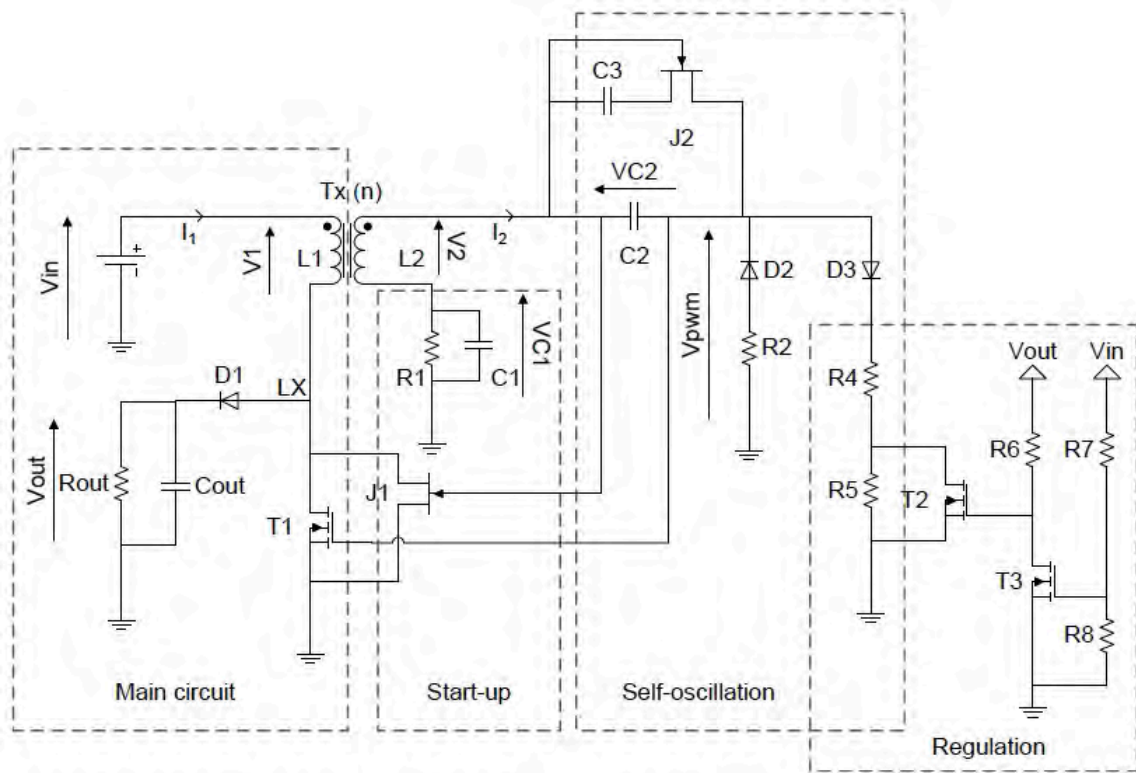 C3
J2
VC2
Tx (n)
I1
V1
L1
L2
V2
I2
C2
Vin
+
-
D2
D3
Vpwm
VC1
R1
C1
R2
D1
LX
R4
Vout
Vin
R6
R7
Vout
Rout
Cout
J1
T1
R5
T2
T3
R8
Main circuit
Start-up
Self-oscillation
Regulation